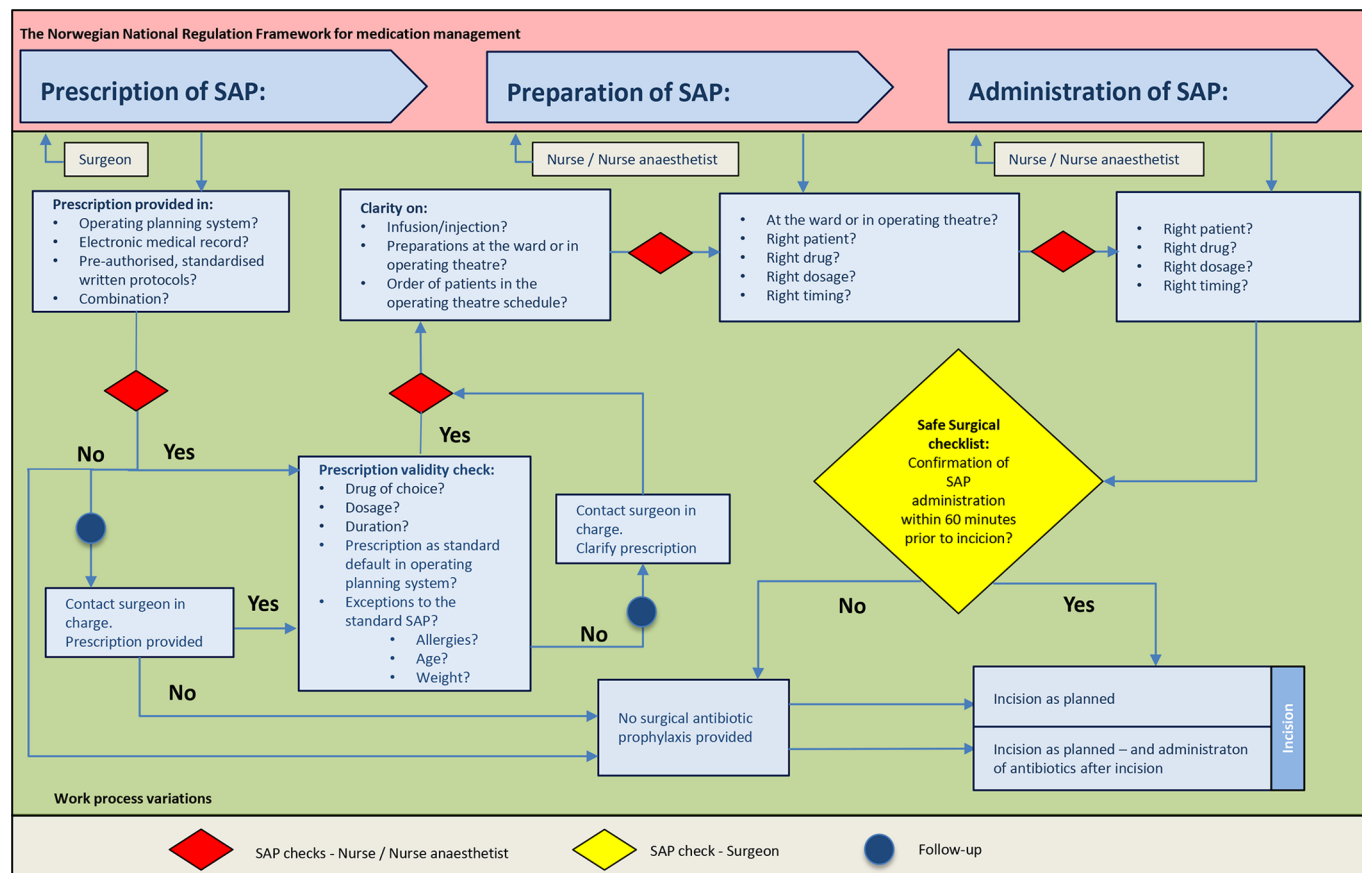 The Norwegian National Regulation Framework for medication management
Prescription of SAP:
Preparation of SAP:
Administration of SAP:
Surgeon
Nurse / Nurse anaesthetist
Nurse / Nurse anaesthetist
Prescription provided in:
• Operating planning system?
• Electronic medical record?
• Pre-authorised, standardised
written protocols?
• Combination?
Clarity on:
• Infusion/injection?
• Preparations at the ward or in
operating theatre?
• Order of patients in the
operating theatre schedule?
• At the ward or in operating theatre?
• Right patient?
• Right drug?
• Right dosage?
• Right timing?
• Right patient?
• Right drug?
• Right dosage?
• Right timing?
No
Yes
Yes
Prescription validity check:
• Drug of choice?
• Dosage?
• Duration?
• Prescription as standard
default in operating
planning system?
• Exceptions to the
standard SAP?
• Allergies?
• Age?
• Weight?
Contact surgeon in
charge.
Clarify prescription
Safe Surgical
checklist:
Confirmation of
SAP
administration
within 60 minutes
prior to incicion?
Contact surgeon in
charge.
Prescription provided
Yes
No
No
No
Yes
No surgical antibiotic
prophylaxis provided
Incision as planned
Incision as planned – and administraton
of antibiotics after incision
Incision
Work process variations
SAP checks - Nurse / Nurse anaesthetist
SAP check - Surgeon
Follow-up